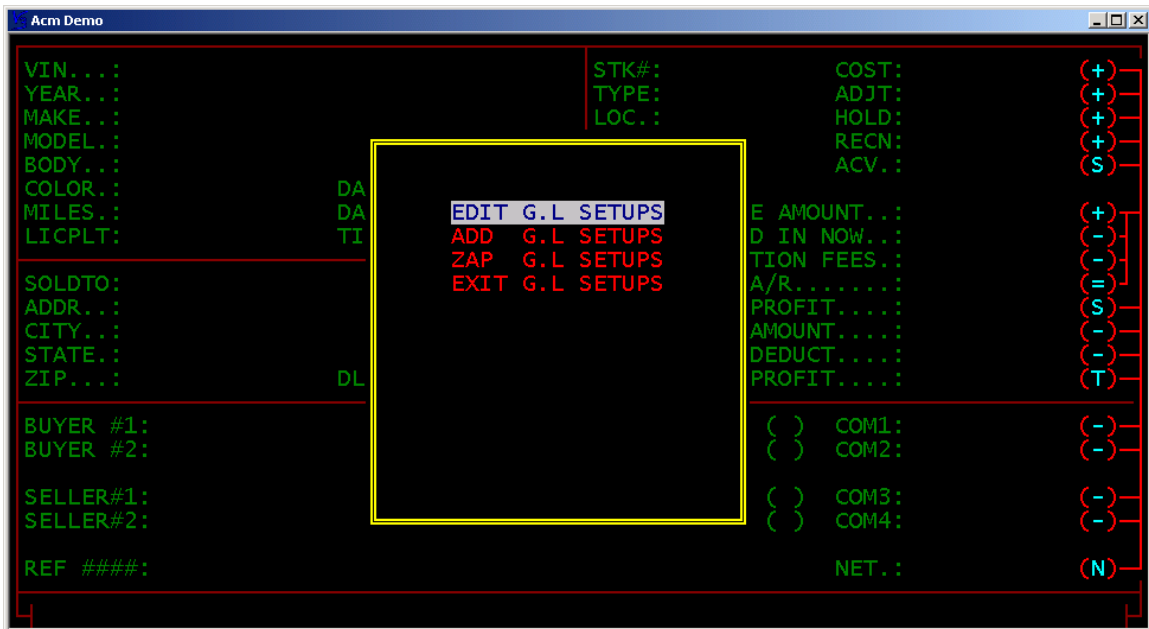 Acm Demo
VIN...: STK#: COST: (+)
YEAR..: TYPE: ADJT: (+)
MAKE..: LOC.: HOLD: (+)
MODEL.: RECN: (+)
BODY..: ACV.: (S)
COLOR.: DA
MILES.: DA EDIT G.L SETUPS E AMOUNT..: (+)
LICPLT: TI ADD G.L SETUPS D IN NOW..: (-)
ZAP G.L SETUPS TION FEES.: (-)
SOLDTO: EXIT G.L SETUPS A/R.......: (=)
ADDR..: PROFIT....: (S)
CITY..: AMOUNT....: (-)
STATE.: DEDUCT....: (-)
ZIP...: DL PROFIT....: (T)
BUYER #1: ( ) COM1: (-)
BUYER #2: ( ) COM2: (-)
SELLER#1: ( ) COM3: (-)
SELLER#2: ( ) COM4: (-)
REF ####: NET.: (N)